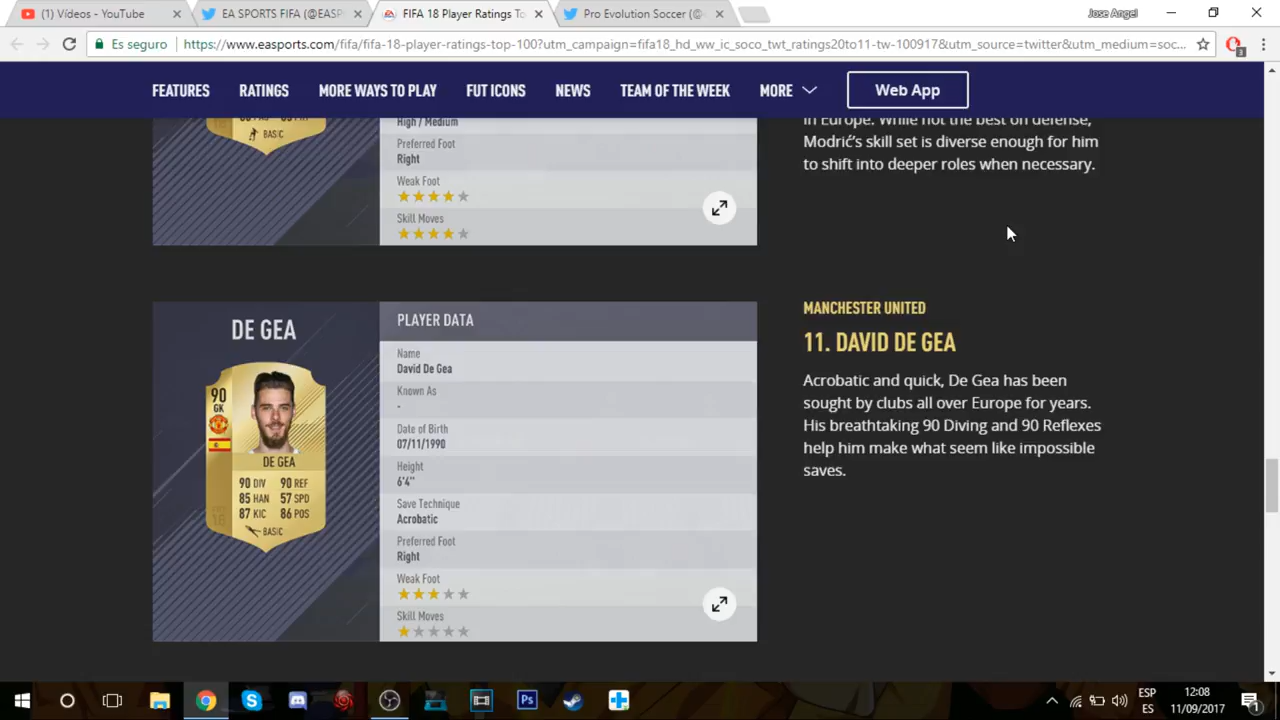 (1) Vídeos - YouTube
EA SPORTS FIFA (@EASP
FIFA 18 Player Ratings To
Pro Evolution Soccer (@
Jose Angel
Es seguro
https://www.easports.com/fifa/fifa-18-player-ratings-top-100?utm_campaign=fifa18_hd_ww_ic_soco_twt_ratings20to11-tw-100917&utm_source=twitter&utm_medium=soc...
3
FEATURES
RATINGS
MORE WAYS TO PLAY
FUT ICONS
NEWS
TEAM OF THE WEEK
MORE
Web App
BASIC
High / Medium
Preferred Foot
Right
Weak Foot
Skill Moves
in Europe. While not the best on defense,
Modrić's skill set is diverse enough for him
to shift into deeper roles when necessary.
DE GEA
90
GK
DE GEA
90 DIV 90 REF
85 HAN 57 SPD
87 KIC 86 POS
BASIC
PLAYER DATA
Name
David De Gea
Known As
-
Date of Birth
07/11/1990
Height
6'4"
Save Technique
Acrobatic
Preferred Foot
Right
Weak Foot
Skill Moves
MANCHESTER UNITED
11. DAVID DE GEA
Acrobatic and quick, De Gea has been
sought by clubs all over Europe for years.
His breathtaking 90 Diving and 90 Reflexes
help him make what seem like impossible
saves.
Ps
ESP
ES
12:08
11/09/2017
1